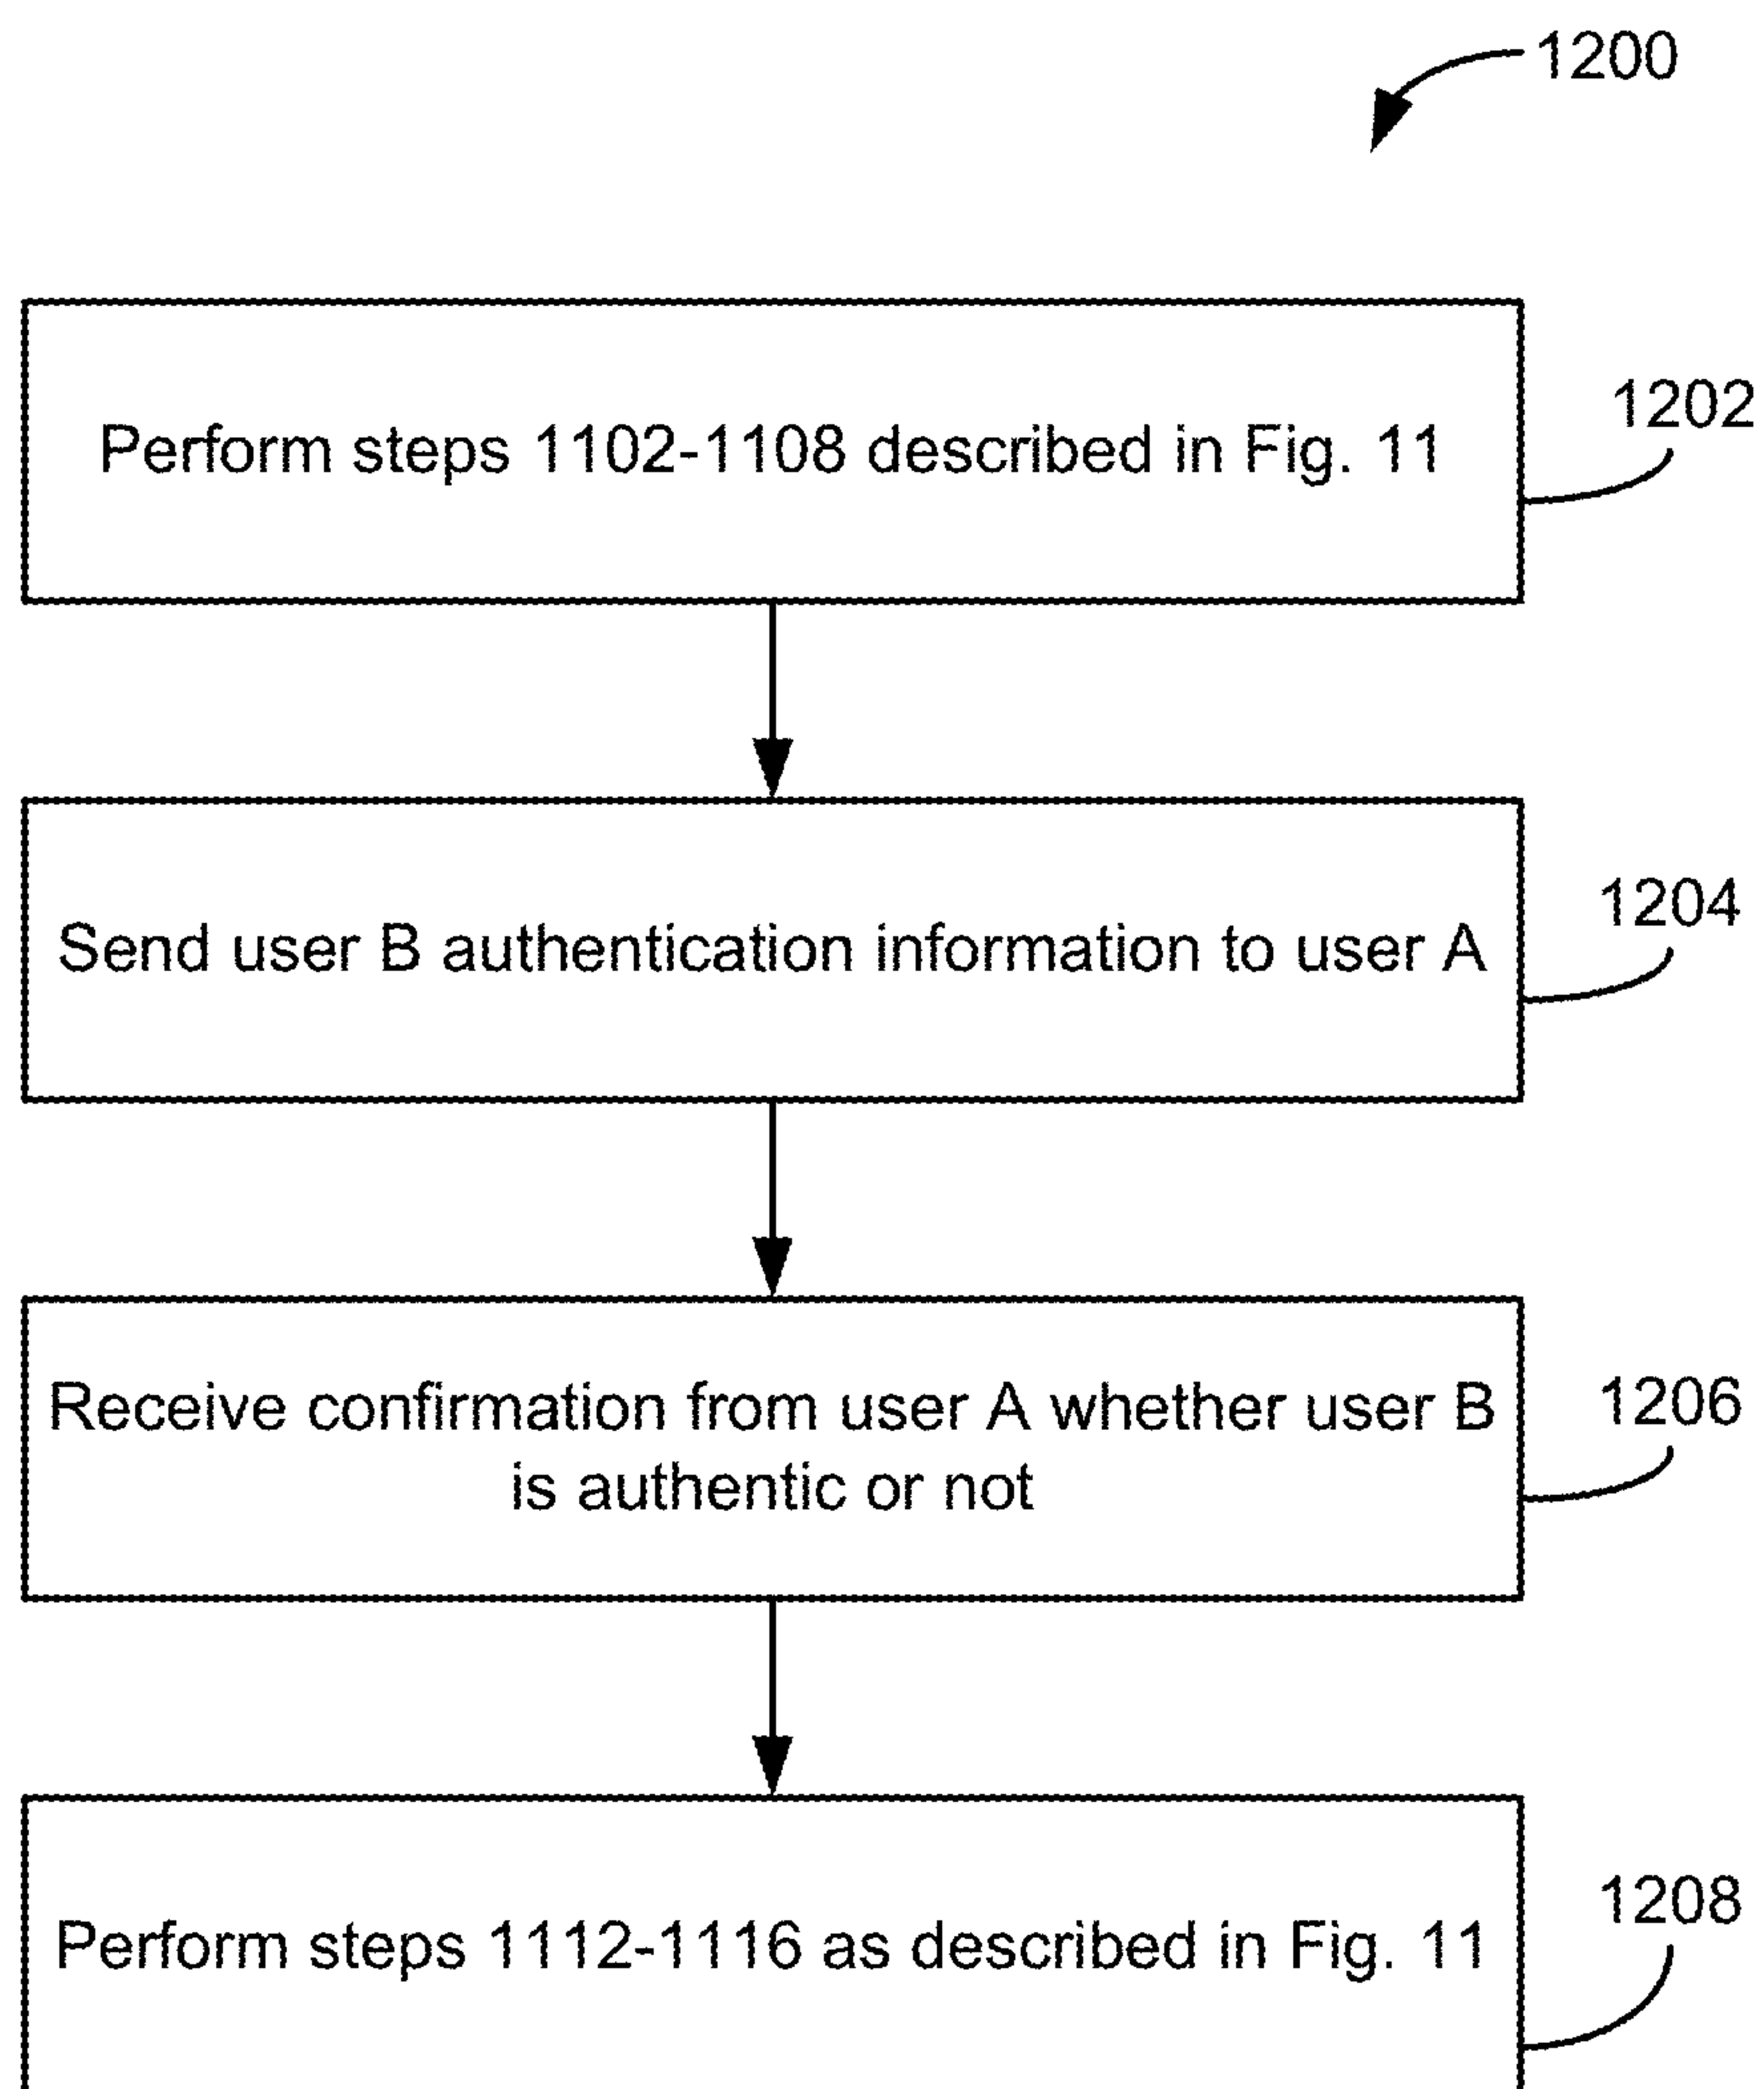 1200
Perform steps 1102-1108 described in Fig. 11
1202
Send user B authentication information to user A
1204
Receive confirmation from user A whether user B
is authentic or not
1206
Perform steps 1112-1116 as described in Fig. 11
1208